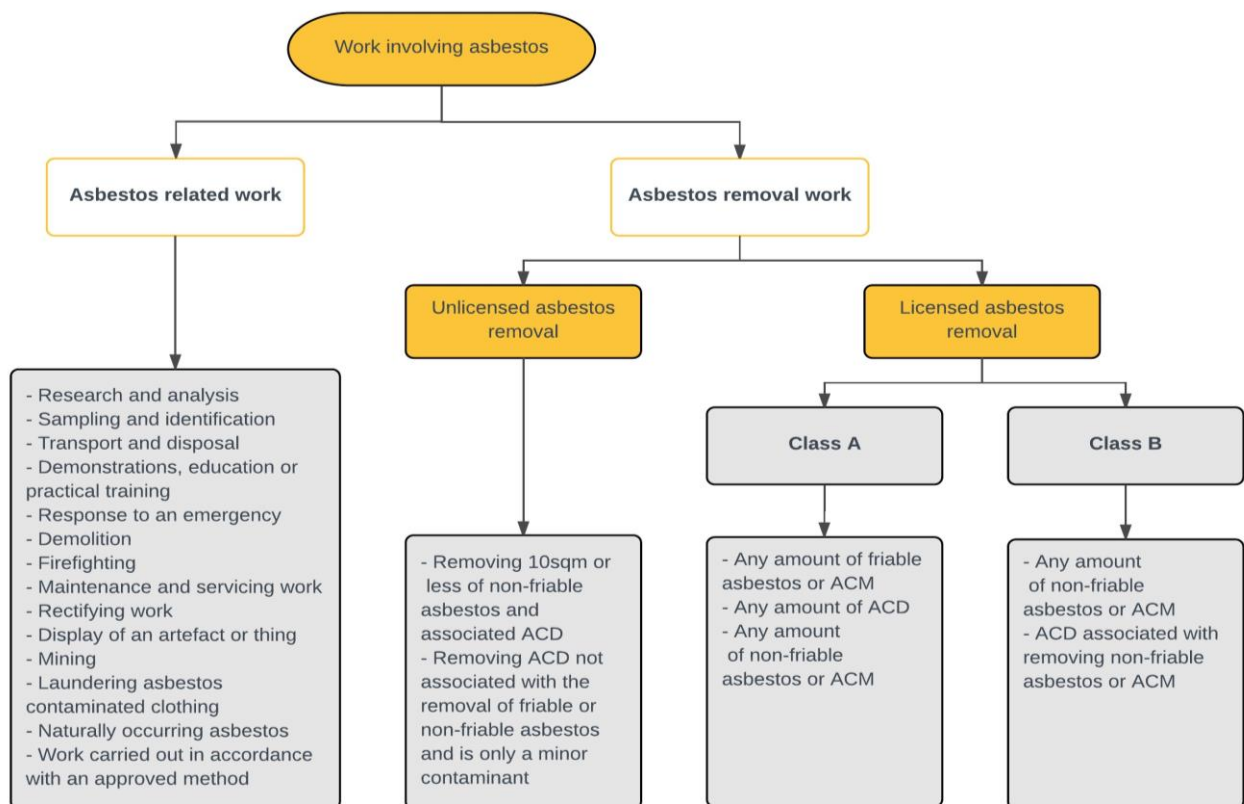 Work involving asbestos
Asbestos related work
Asbestos removal work
Unlicensed asbestos
removal
Licensed asbestos
removal
- Research and analysis
- Sampling and identification
- Transport and disposal
- Demonstrations, education or
practical training
- Response to an emergency
- Demolition
- Firefighting
- Maintenance and servicing work
- Rectifying work
- Display of an artefact or thing
- Mining
- Laundering asbestos
contaminated clothing
- Naturally occurring asbestos
- Work carried out in accordance
with an approved method
Class A
Class B
- Removing 10sqm or
less of non-friable
asbestos and
associated ACD
- Removing ACD not
associated with the
removal of friable or
non-friable asbestos
and is only a minor
contaminant
- Any amount of friable
asbestos or ACM
- Any amount of ACD
- Any amount
of non-friable
asbestos or ACM
- Any amount
of non-friable
asbestos or ACM
- ACD associated with
removing non-friable
asbestos or ACM